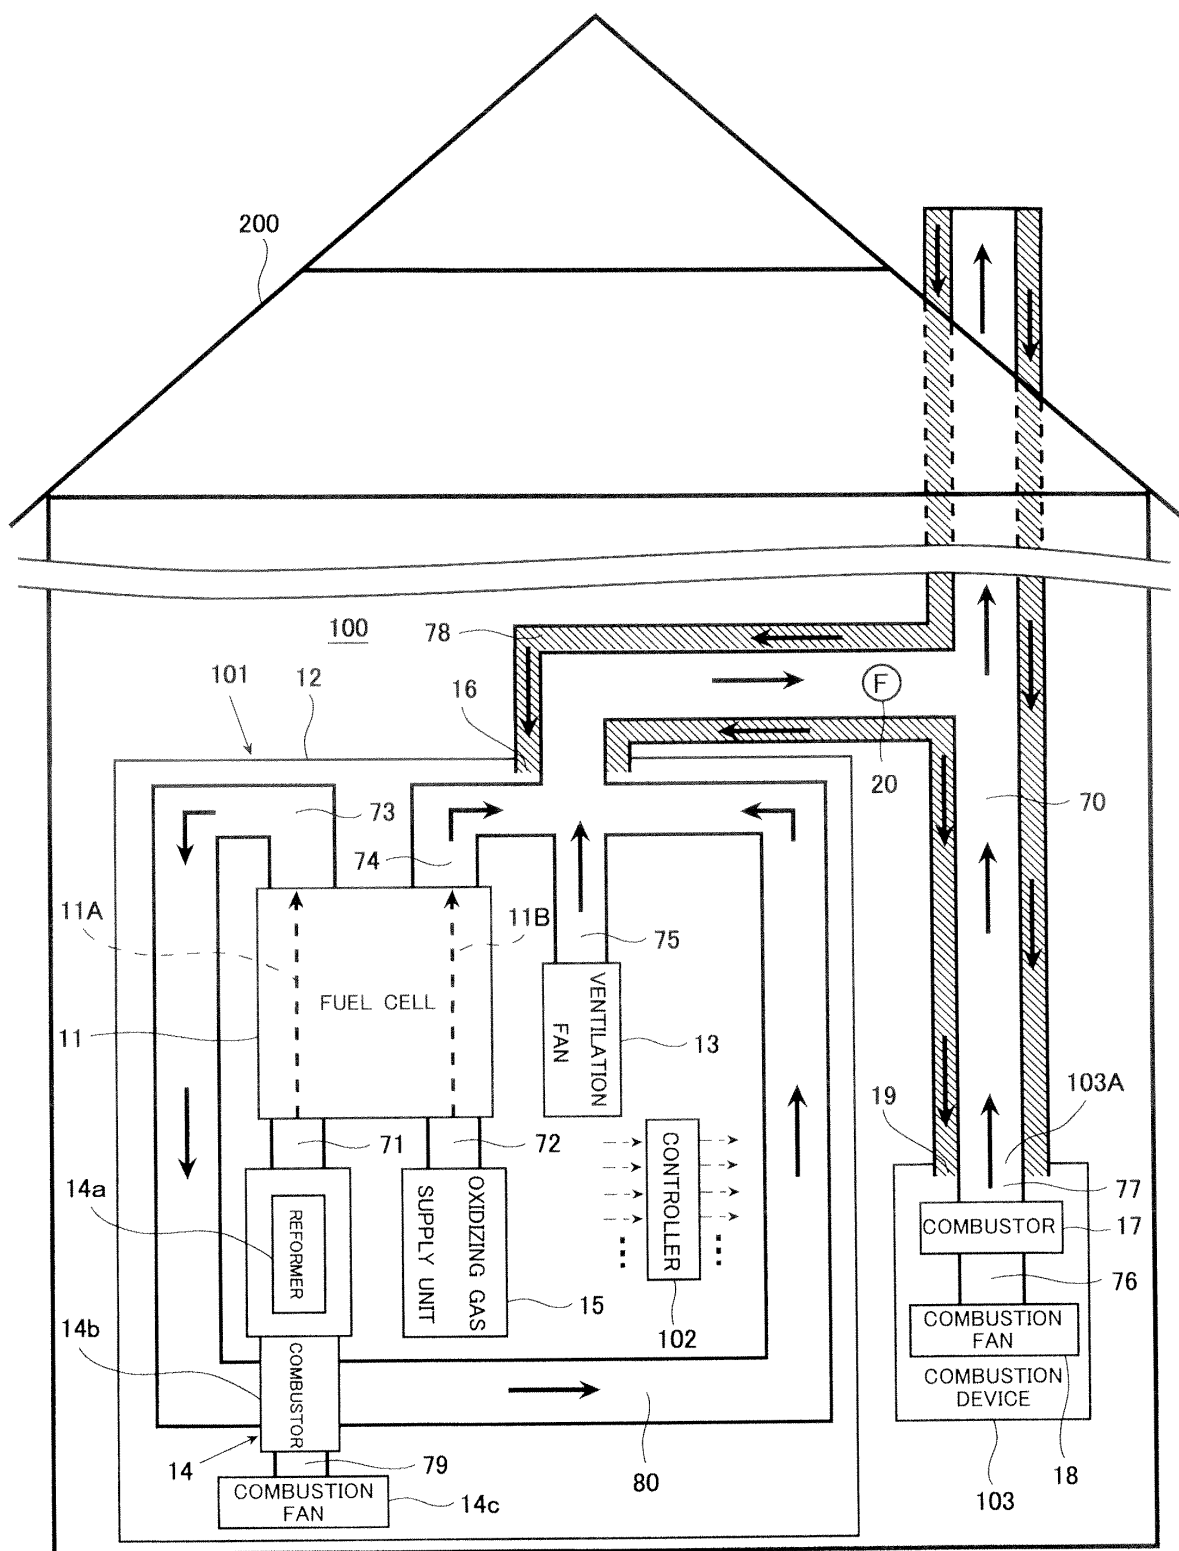 200
100
78
101
12
16
F
20
73
70
74
11A
11B
75
FUEL CELL
VENTILATION
FAN
11
13
103A
19
71
72
14a
REFORMER
OXIDIZING GAS
SUPPLY UNIT
CONTROLLER
77
COMBUSTOR
17
76
15
14b
102
COMBUSTION
FAN
COMBUSTOR
COMBUSTION
DEVICE
14
79
80
18
103
COMBUSTION
FAN
14c